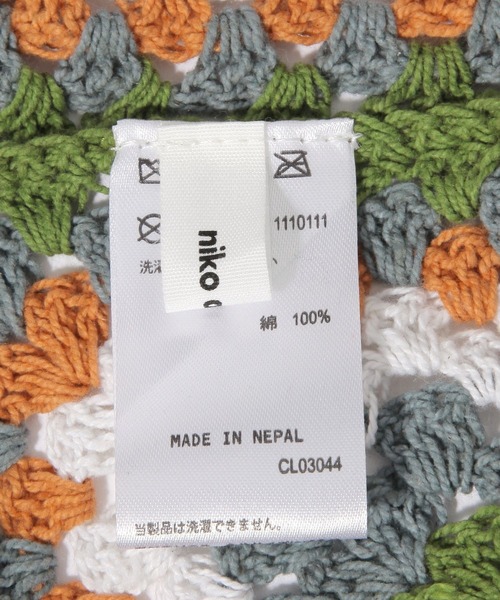 niko
1110111
洗濯
綿 100%
MADE IN NEPAL
CL03044
当製品は洗濯できません。